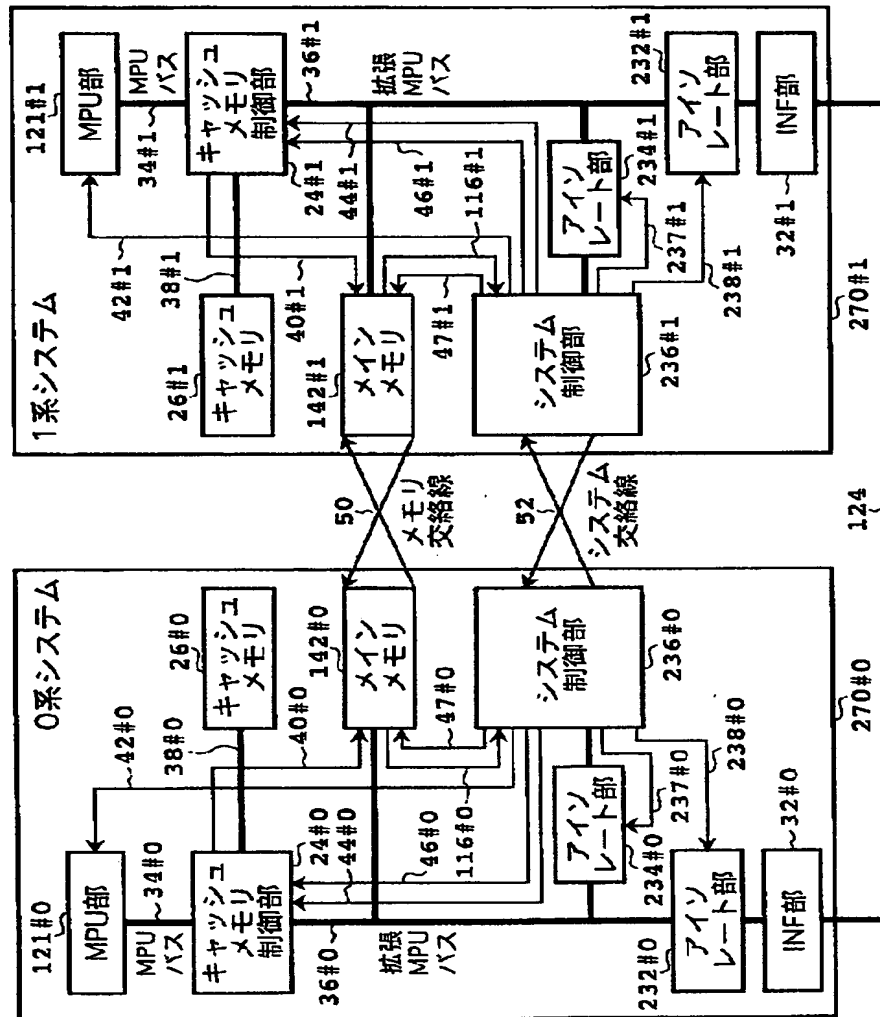 0系システム
121#0
MPU部
MPU
バス
34#0
42#0
キャッシュ
メモリ
制御部
24#0
38#0
キャッシュ
メモリ
26#0
40#0
44#0
46#0
36#0
拡張
MPU
バス
116#0
メイン
メモリ
142#0
47#0
システム
制御部
236#0
アイソ
レート部
234#0
237#0
238#0
アイソ
レート部
232#0
INF部
32#0
270#0
50
メモリ
交絡線
52
システム
交絡線
124
1系システム
121#1
MPU部
MPU
バス
34#1
42#1
キャッシュ
メモリ
制御部
24#1
38#1
キャッシュ
メモリ
26#1
40#1
44#1
46#1
36#1
拡張
MPU
バス
116#1
メイン
メモリ
142#1
47#1
システム
制御部
236#1
アイソ
レート部
234#1
237#1
238#1
アイソ
レート部
232#1
INF部
32#1
270#1